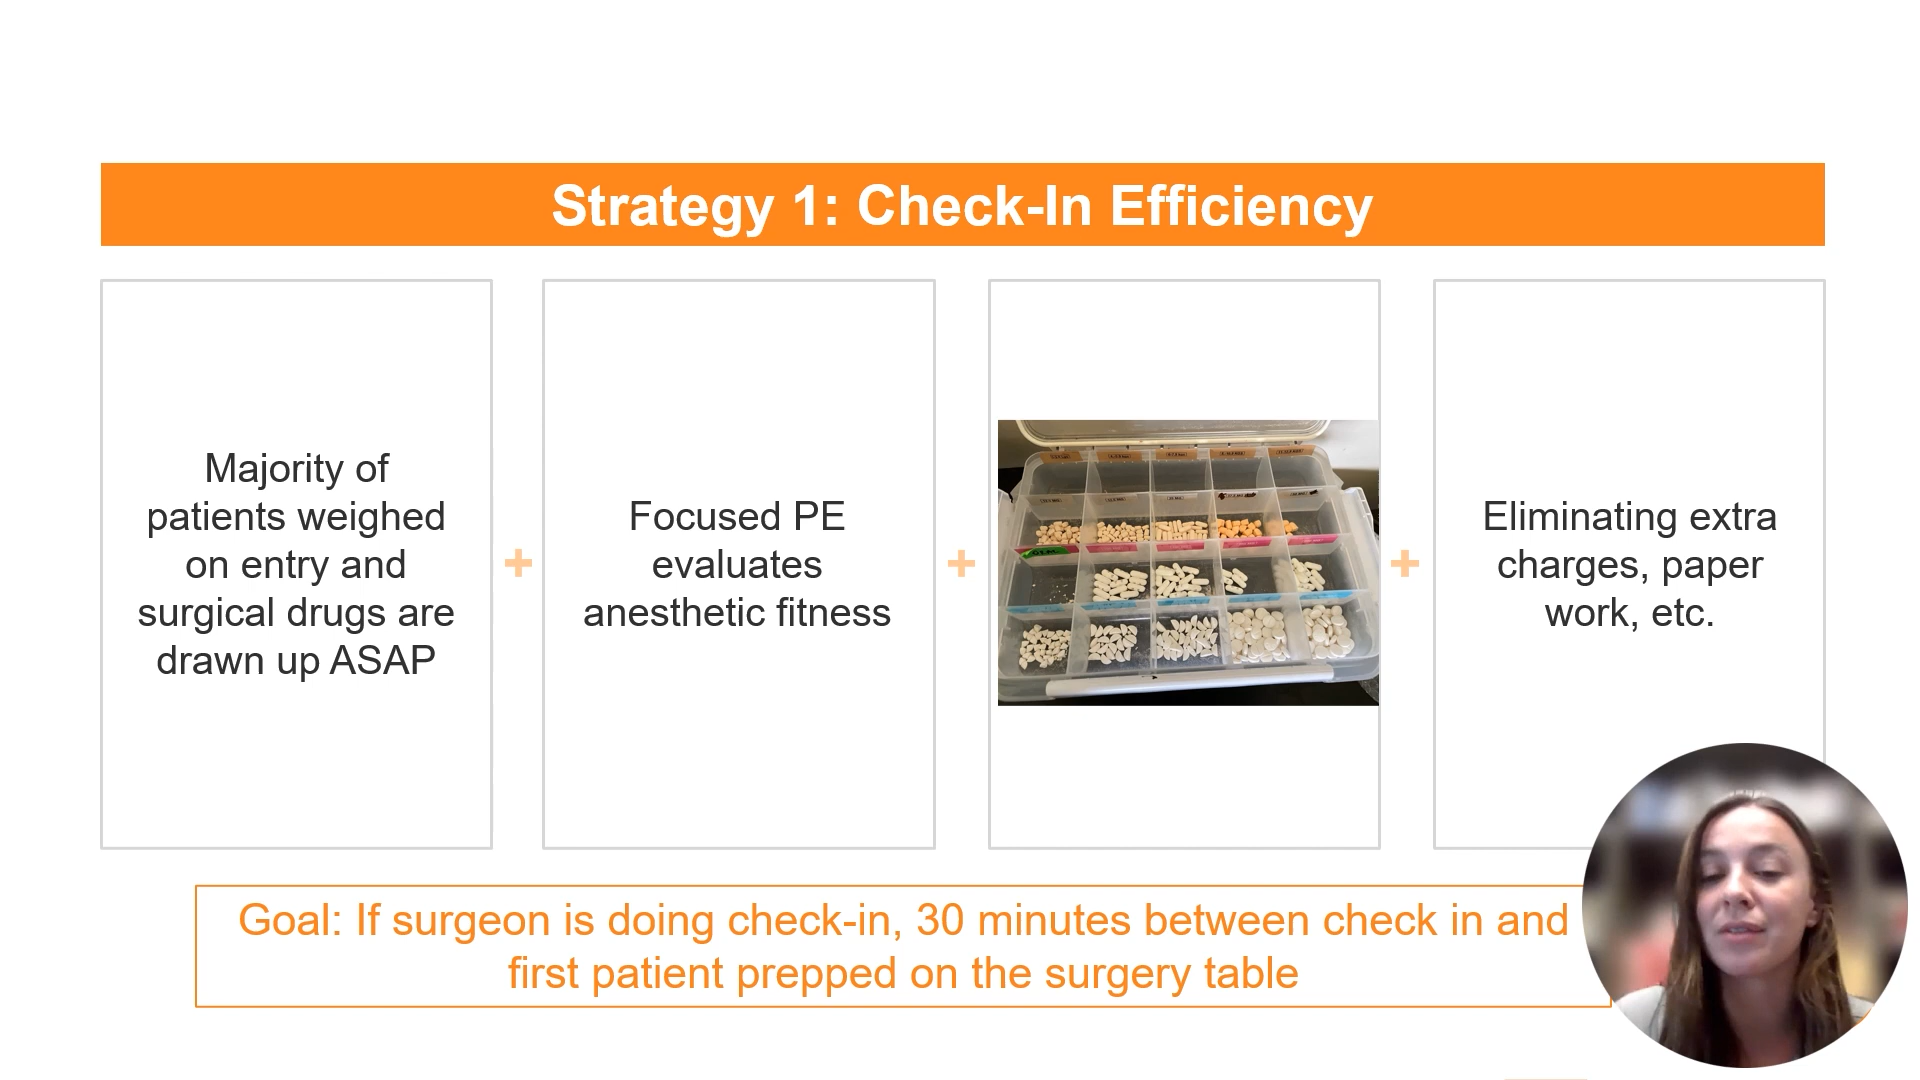 Strategy 1: Check-In Efficiency
Majority of
patients weighed
on entry and
surgical drugs are
drawn up ASAP
+
Focused PE
evaluates
anesthetic fitness
+
+
Eliminating extra
charges, paper
work, etc.
Goal: If surgeon is doing check-in, 30 minutes between check in and
first patient prepped on the surgery table